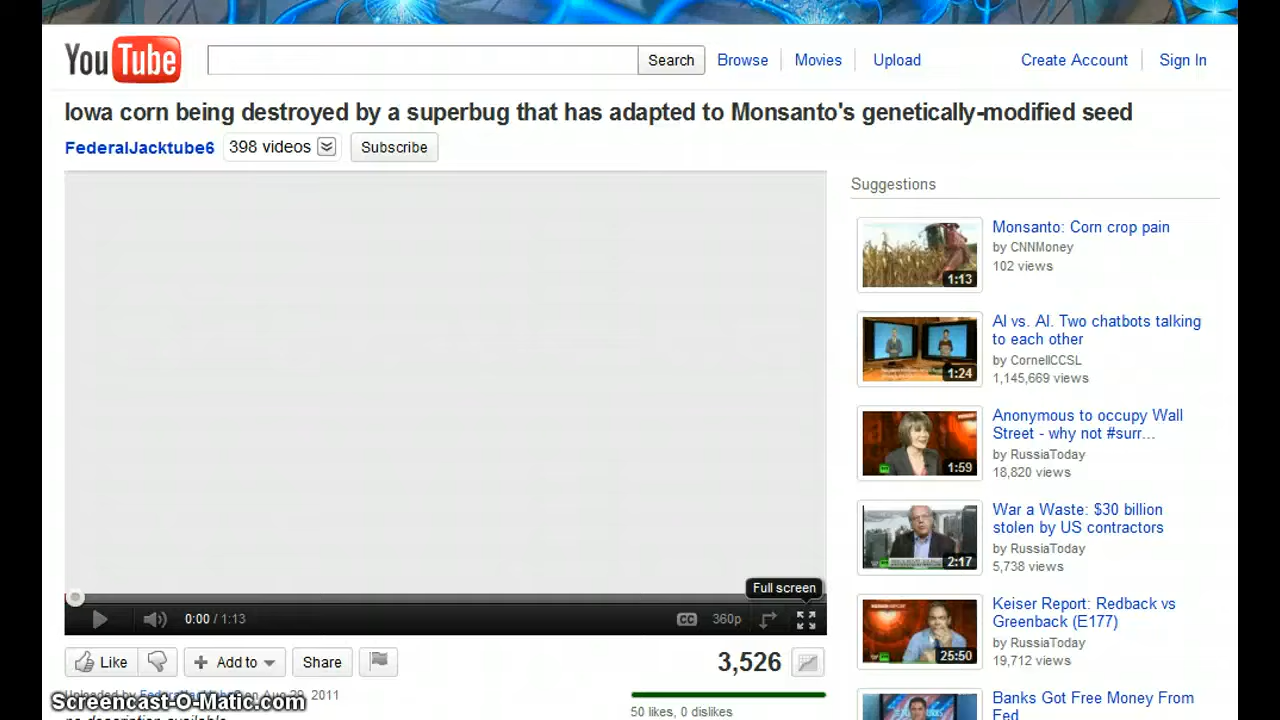 YouTube Search Browse Movies Upload Create Account Sign In
Iowa corn being destroyed by a superbug that has adapted to Monsanto's genetically-modified seed
FederalJacktube6 398 videos Subscribe
Suggestions
Monsanto: Corn crop pain
by CNNMoney
102 views
1:13
AI vs. AI. Two chatbots talking
to each other
by CornellCCSL
1:24
1,145,669 views
Anonymous to occupy Wall
Street - why not #surr...
by RussiaToday
1:59
18,820 views
War a Waste: $30 billion
stolen by US contractors
by RussiaToday
2:17
5,738 views
Keiser Report: Redback vs
Greenback (E177)
by RussiaToday
25:50
19,712 views
Banks Got Free Money From
Fed
Full screen
0:00 / 1:13 CC 360p
Like + Add to Share 3,526
on Aug 29, 2011
Screencast-O-Matic.com
50 likes, 0 dislikes